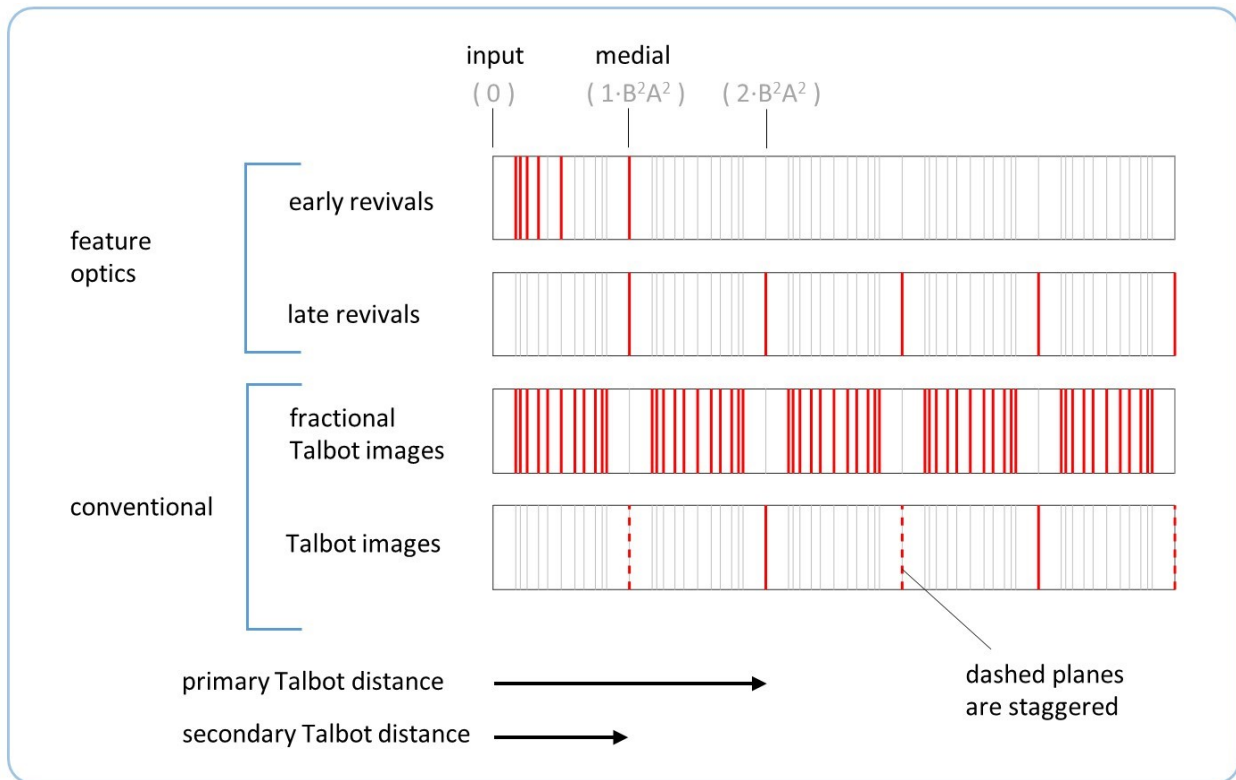 input medial
( 0 ) ( 1·B²A² ) ( 2·B²A² )
early revivals
feature
optics
late revivals
fractional
Talbot images
conventional
Talbot images
primary Talbot distance
dashed planes
are staggered
secondary Talbot distance